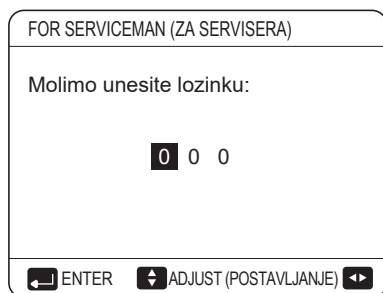 FOR SERVICEMAN (ZA SERVISERA)
Molimo unesite lozinku:
0 0 0
ENTER ADJUST (POSTAVLJANJE)